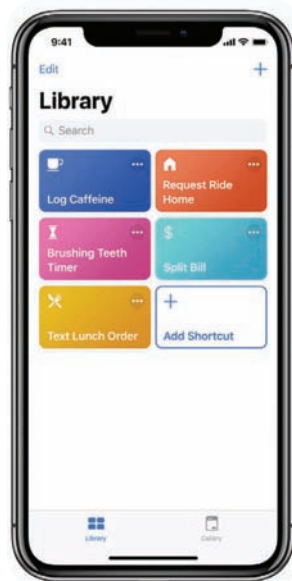 9:41
Edit
+
Library
Search
Log Caffeine
Request Ride
Home
Brushing Teeth
Timer
$
Split Bill
Text Lunch Order
+
Add Shortcut
Library
Gallery